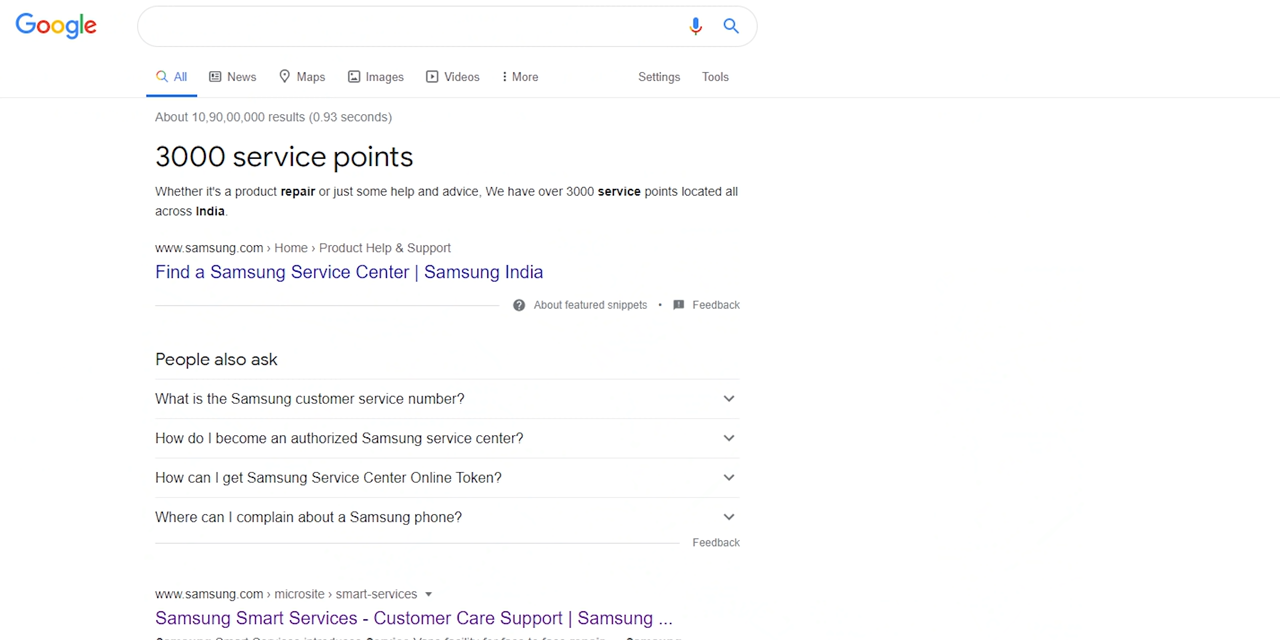 Google
All News Maps Images Videos More Settings Tools
About 10,90,00,000 results (0.93 seconds)
3000 service points
Whether it's a product repair or just some help and advice, We have over 3000 service points located all
across India.
www.samsung.com › Home › Product Help & Support
Find a Samsung Service Center | Samsung India
About featured snippets • Feedback
People also ask
What is the Samsung customer service number?
How do I become an authorized Samsung service center?
How can I get Samsung Service Center Online Token?
Where can I complain about a Samsung phone?
Feedback
www.samsung.com › microsite › smart-services
Samsung Smart Services - Customer Care Support | Samsung ...